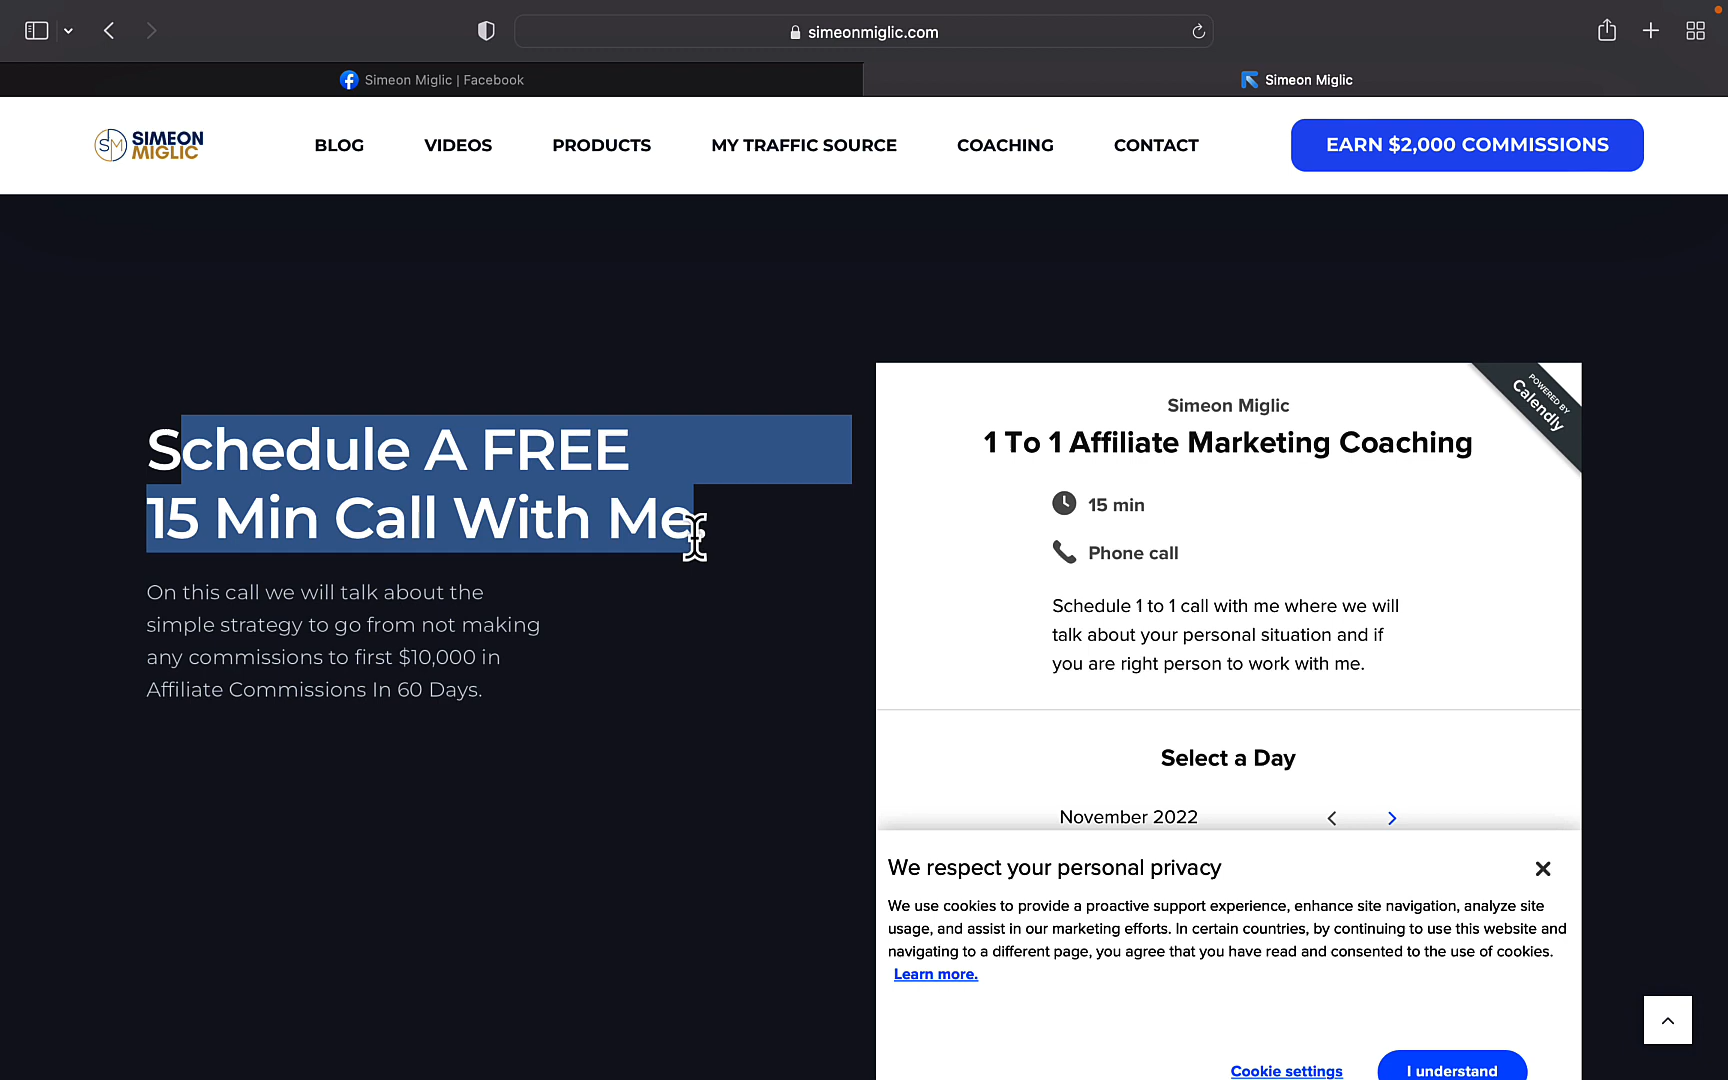 simeonmiglic.com
Simeon Miglic | Facebook
Simeon Miglic
SM SIMEON
MIGLIC
BLOG
VIDEOS
PRODUCTS
MY TRAFFIC SOURCE
COACHING
CONTACT
EARN $2,000 COMMISSIONS
Schedule A FREE
15 Min Call With Me.
On this call we will talk about the
simple strategy to go from not making
any commissions to first $10,000 in
Affiliate Commissions In 60 Days.
POWERED BY
Calendly
Simeon Miglic
1 To 1 Affiliate Marketing Coaching
15 min
Phone call
Schedule 1 to 1 call with me where we will
talk about your personal situation and if
you are right person to work with me.
Select a Day
November 2022
We respect your personal privacy
We use cookies to provide a proactive support experience, enhance site navigation, analyze site
usage, and assist in our marketing efforts. In certain countries, by continuing to use this website and
navigating to a different page, you agree that you have read and consented to the use of cookies.
Learn more.
Cookie settings
I understand